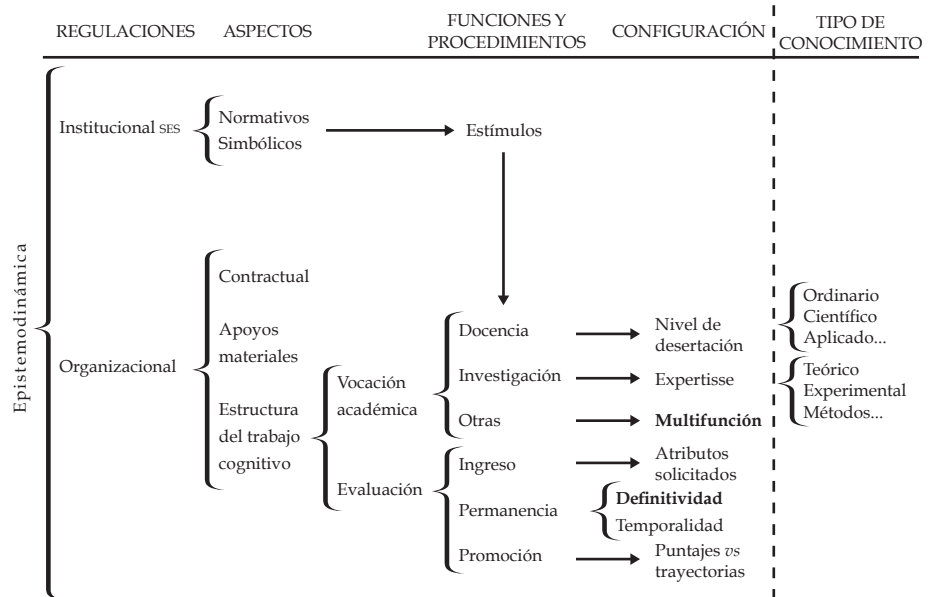 REGULACIONES
ASPECTOS
FUNCIONES Y
PROCEDIMIENTOS
CONFIGURACIÓN
TIPO DE
CONOCIMIENTO
Epistemodinámica
Institucional SES
Normativos
Simbólicos
Estímulos
Organizacional
Contractual
Apoyos
materiales
Estructura
del trabajo
cognitivo
Vocación
académica
Evaluación
Docencia
Investigación
Otras
Ingreso
Permanencia
Promoción
Nivel de
desertación
Expertisse
Multifunción
Atributos
solicitados
Definitividad
Temporalidad
Puntajes vs
trayectorias
Ordinario
Científico
Aplicado...
Teórico
Experimental
Métodos...